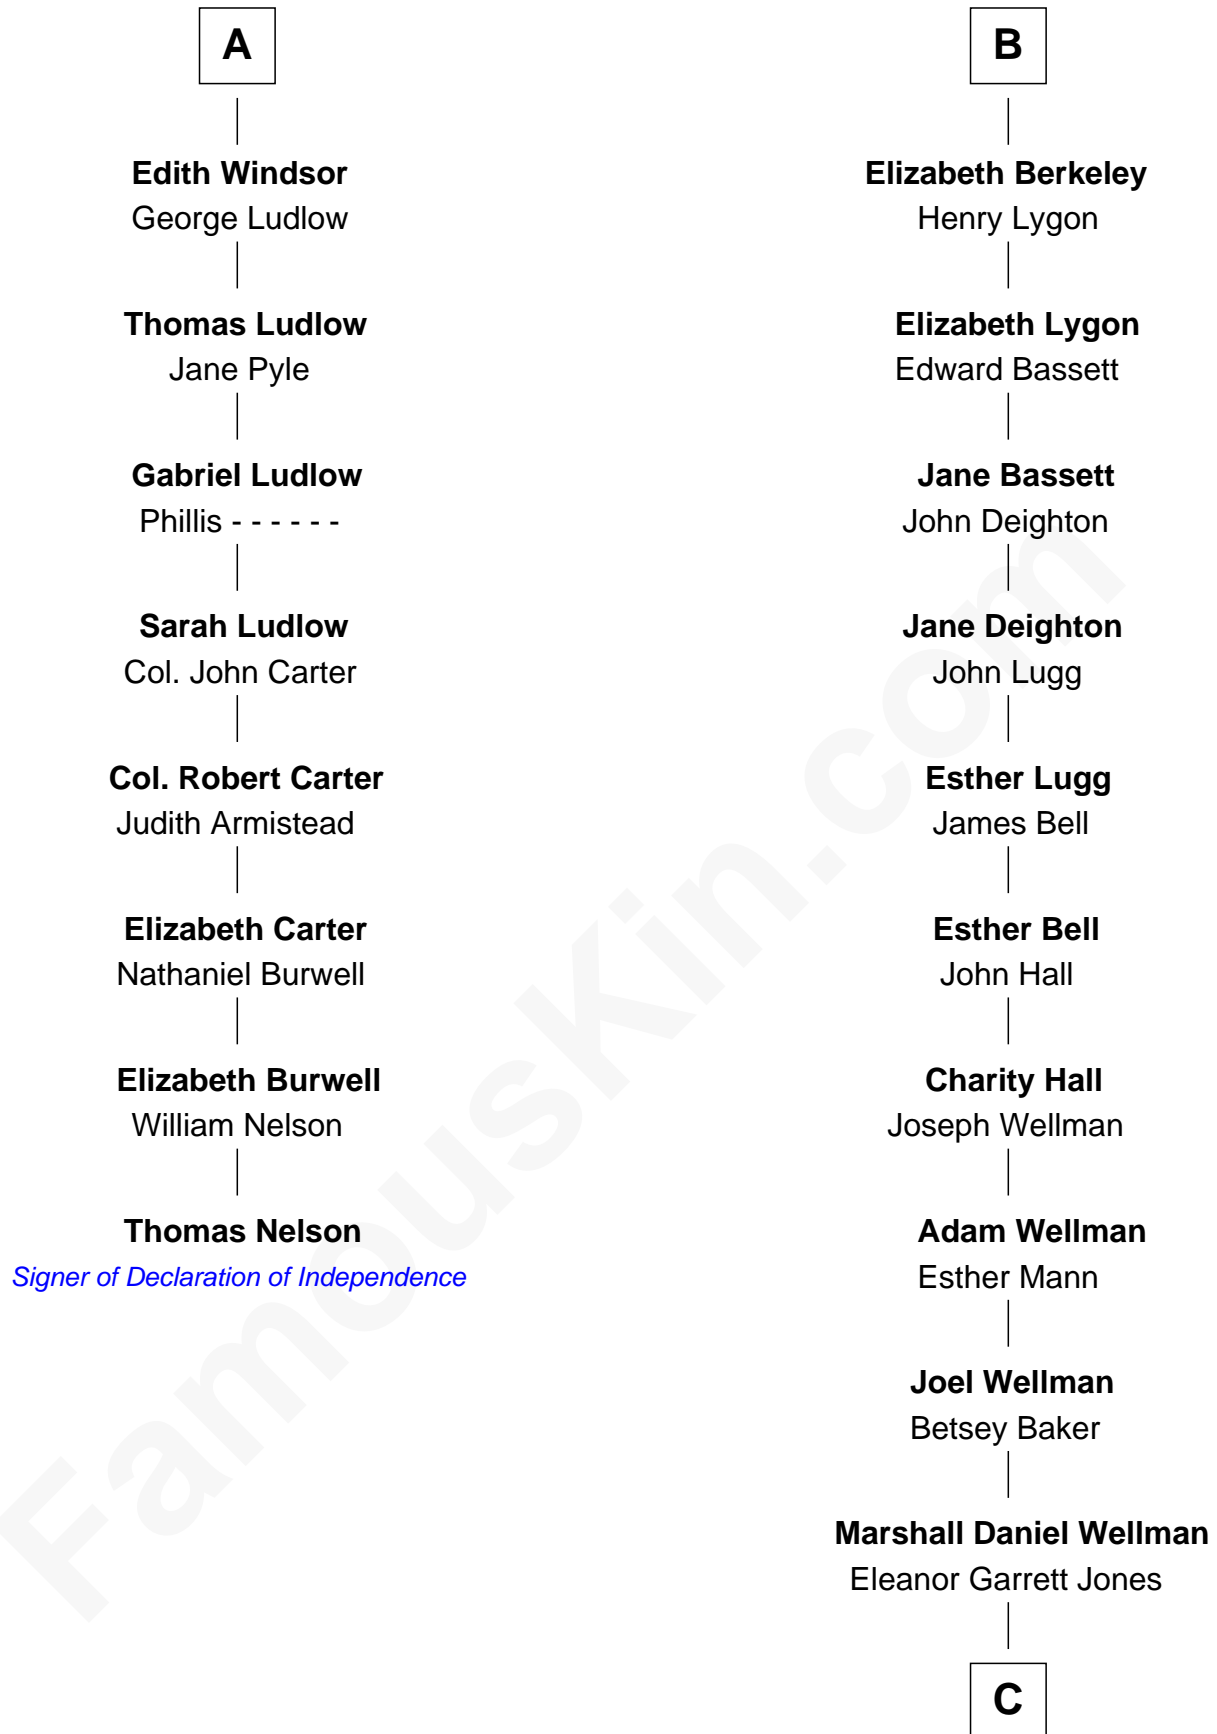 A
Edith Windsor
George Ludlow
Thomas Ludlow
Jane Pyle
Gabriel Ludlow
Phillis - - - - - -
Sarah Ludlow
Col. John Carter
Col. Robert Carter
Judith Armistead
Elizabeth Carter
Nathaniel Burwell
Elizabeth Burwell
William Nelson
Thomas Nelson
Signer of Declaration of Independence
B
Elizabeth Berkeley
Henry Lygon
Elizabeth Lygon
Edward Bassett
Jane Bassett
John Deighton
Jane Deighton
John Lugg
Esther Lugg
James Bell
Esther Bell
John Hall
Charity Hall
Joseph Wellman
Adam Wellman
Esther Mann
Joel Wellman
Betsey Baker
Marshall Daniel Wellman
Eleanor Garrett Jones
C
FamousKin.com